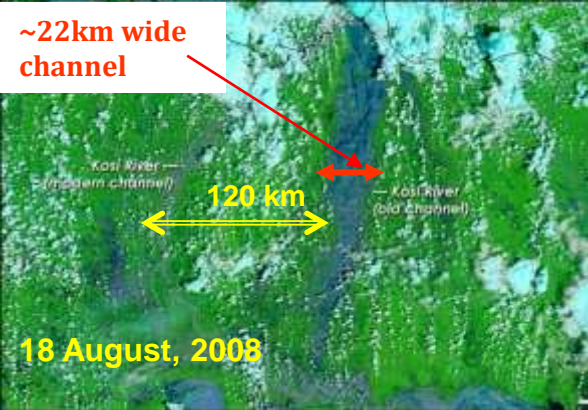 ~22km wide
channel
Kosi River
(modern channel)
120 km
Kosi River
(old channel)
18 August, 2008